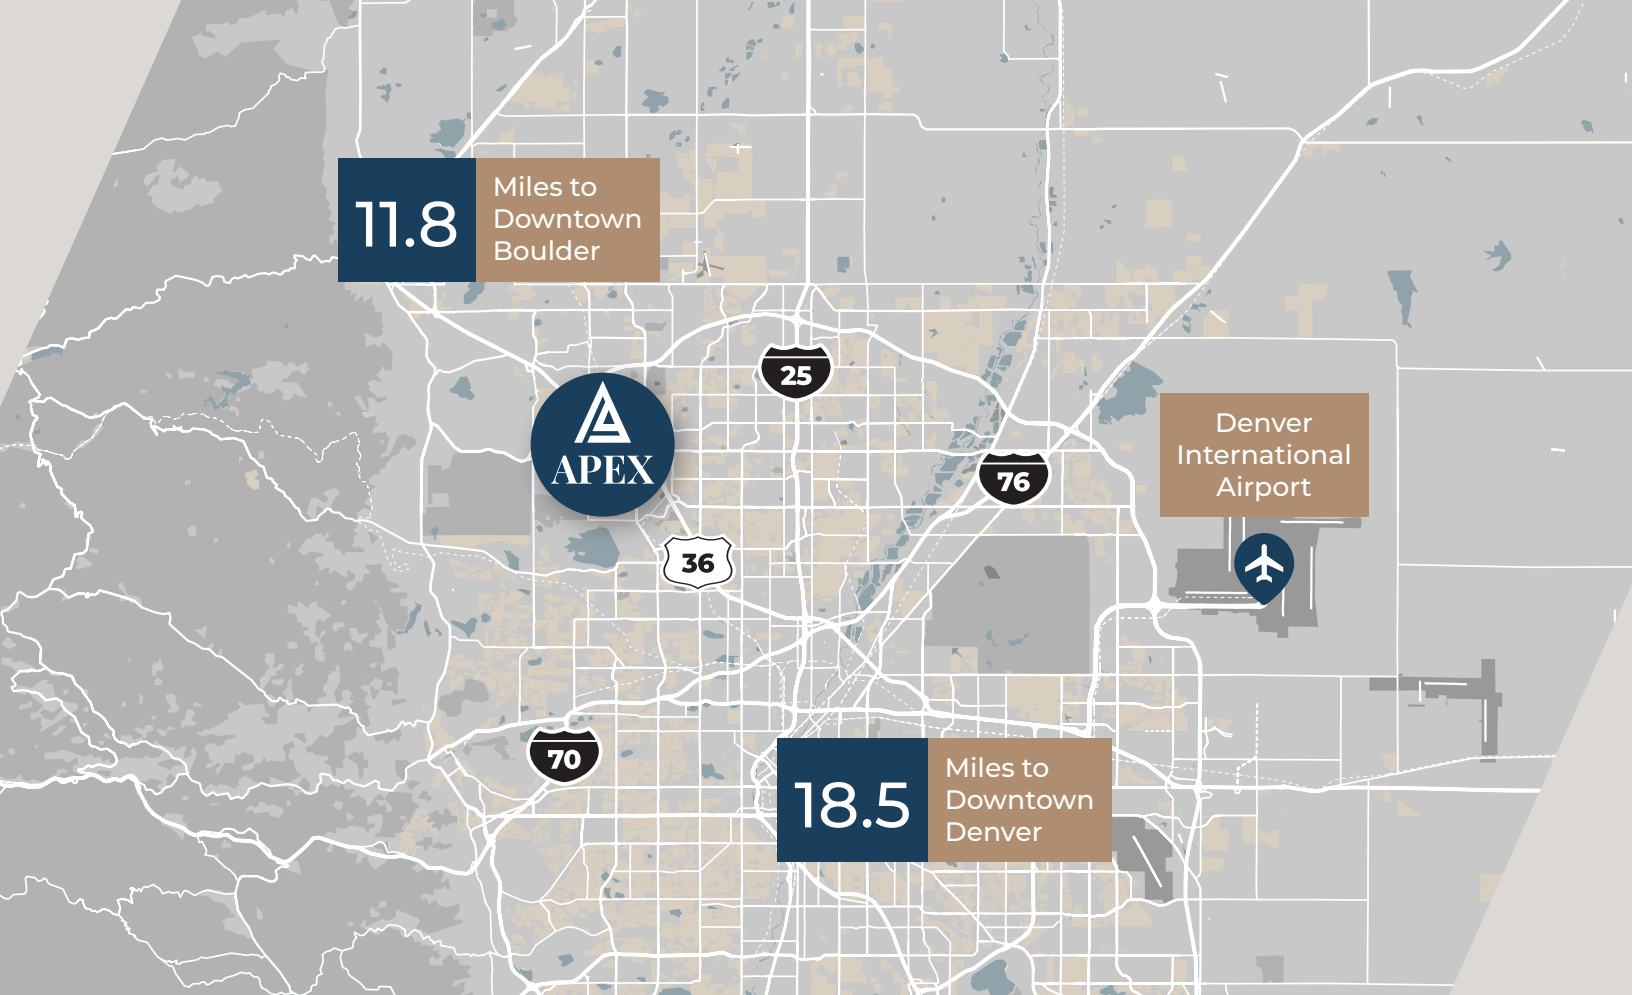 11.8
Miles to
Downtown
Boulder
25
APEX
Denver
International
Airport
76
36
70
18.5
Miles to
Downtown
Denver